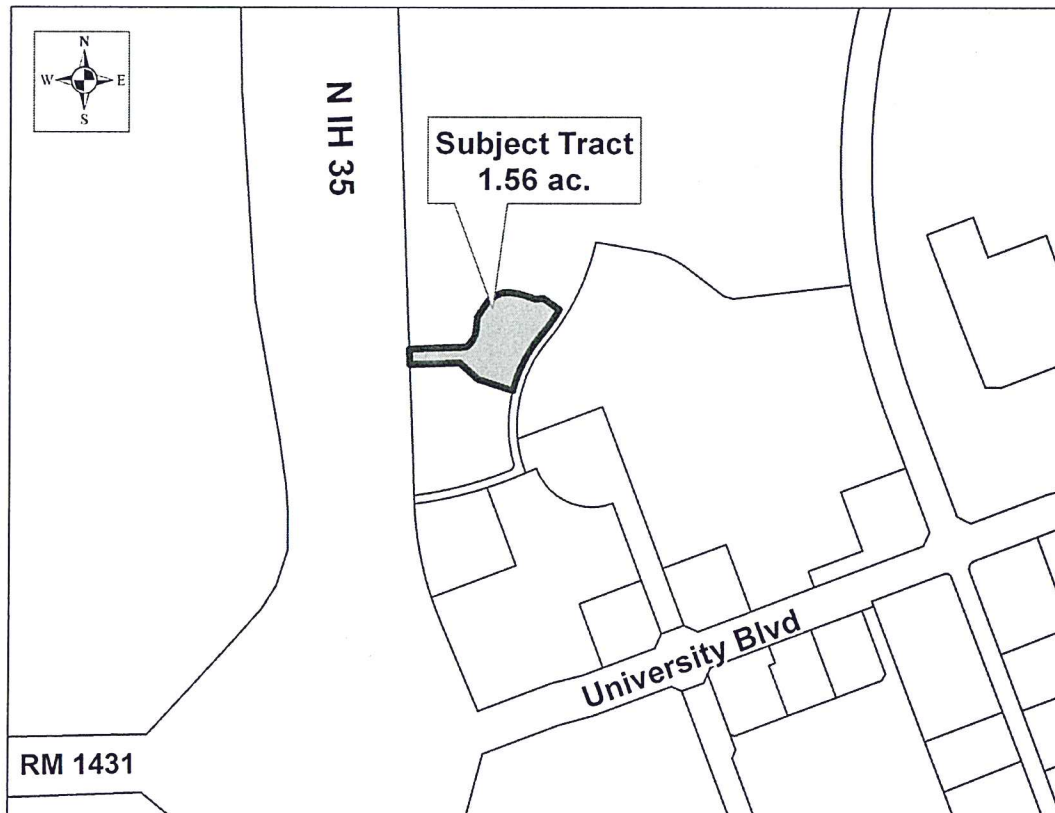 N
W E
S
N IH 35
Subject Tract
1.56 ac.
University Blvd
RM 1431